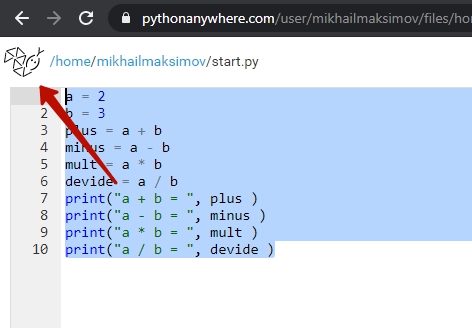 pythonanywhere.com/user/mikhailmaksimov/files/ho
/home/mikhailmaksimov/start.py
a = 2
2 b = 3
3 plus = a + b
4 minus = a - b
5 mult = a * b
6 devide = a / b
7 print("a + b = ", plus )
8 print("a - b = ", minus )
9 print("a * b = ", mult )
10 print("a / b = ", devide )